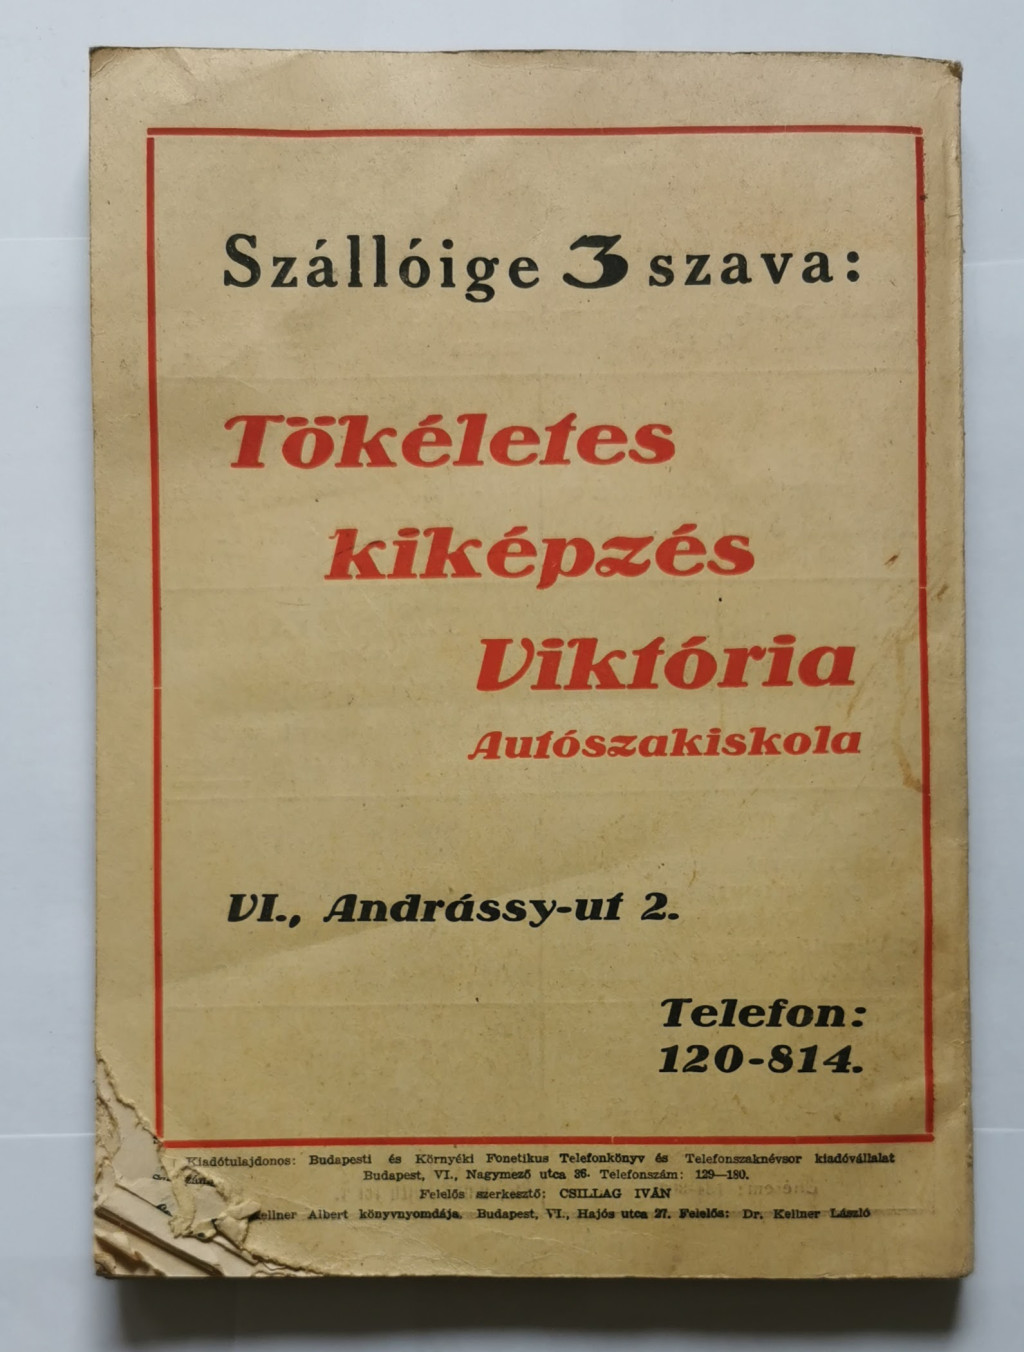 Szállóige 3 szava:
Tökéletes
kiképzés
Viktória
Autószakiskola
VI., Andrássy-ut 2.
Telefon:
120-814.
Kiadótulajdonos: Budapesti és Környéki Fonetikus Telefonkönyv és Telefonszaknévsor kiadóvállalat
Budapest, VI., Nagymező utca 36. Telefonszám: 129—180.
Felelős szerkesztő: CSILLAG IVÁN
Kellner Albert könyvnyomdája, Budapest, VI., Hajós utca 27. Felelős: Dr. Kellner László